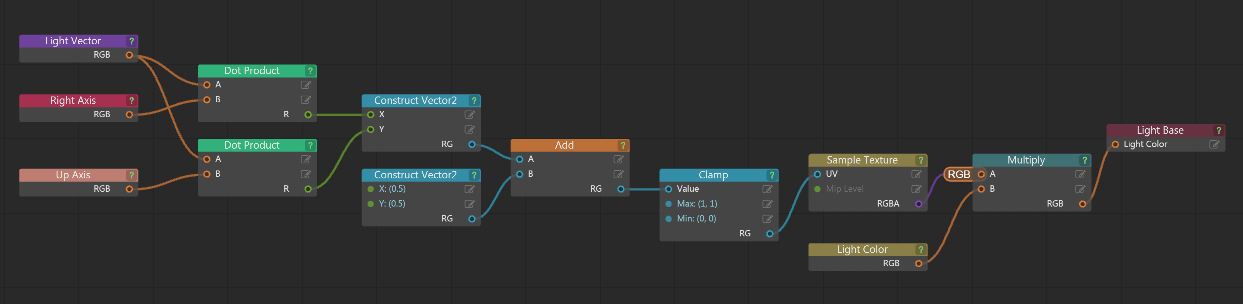 Light Vector ?
RGB
Right Axis ?
RGB
Up Axis ?
RGB
Dot Product ?
A
B
R
Dot Product ?
A
B
R
Construct Vector2 ?
X
Y
RG
Construct Vector2 ?
X: (0.5)
Y: (0.5)
RG
Add ?
A
B
RG
Clamp ?
Value
Max: (1, 1)
Min: (0, 0)
RG
Sample Texture ?
UV
Mip Level
RGBA
Light Color ?
RGB
Multiply ?
RGB A
B
RGB
Light Base ?
Light Color